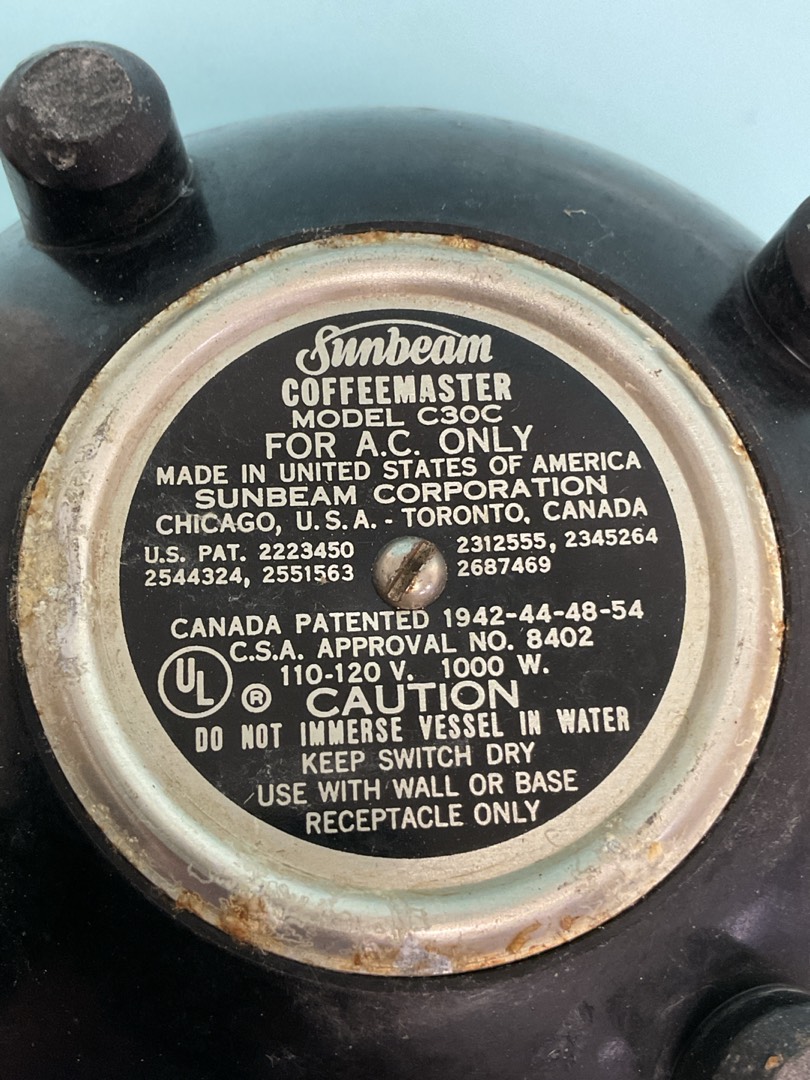 Sunbeam
COFFEEMASTER
MODEL C30C
FOR A.C. ONLY
MADE IN UNITED STATES OF AMERICA
SUNBEAM CORPORATION
CHICAGO, U.S.A. - TORONTO, CANADA
U.S. PAT. 2223450 2312555, 2345264
2544324, 2551563 2687469
CANADA PATENTED 1942-44-48-54
C.S.A. APPROVAL NO. 8402
110-120 V. 1000 W.
UL ® CAUTION
DO NOT IMMERSE VESSEL IN WATER
KEEP SWITCH DRY
USE WITH WALL OR BASE
RECEPTACLE ONLY